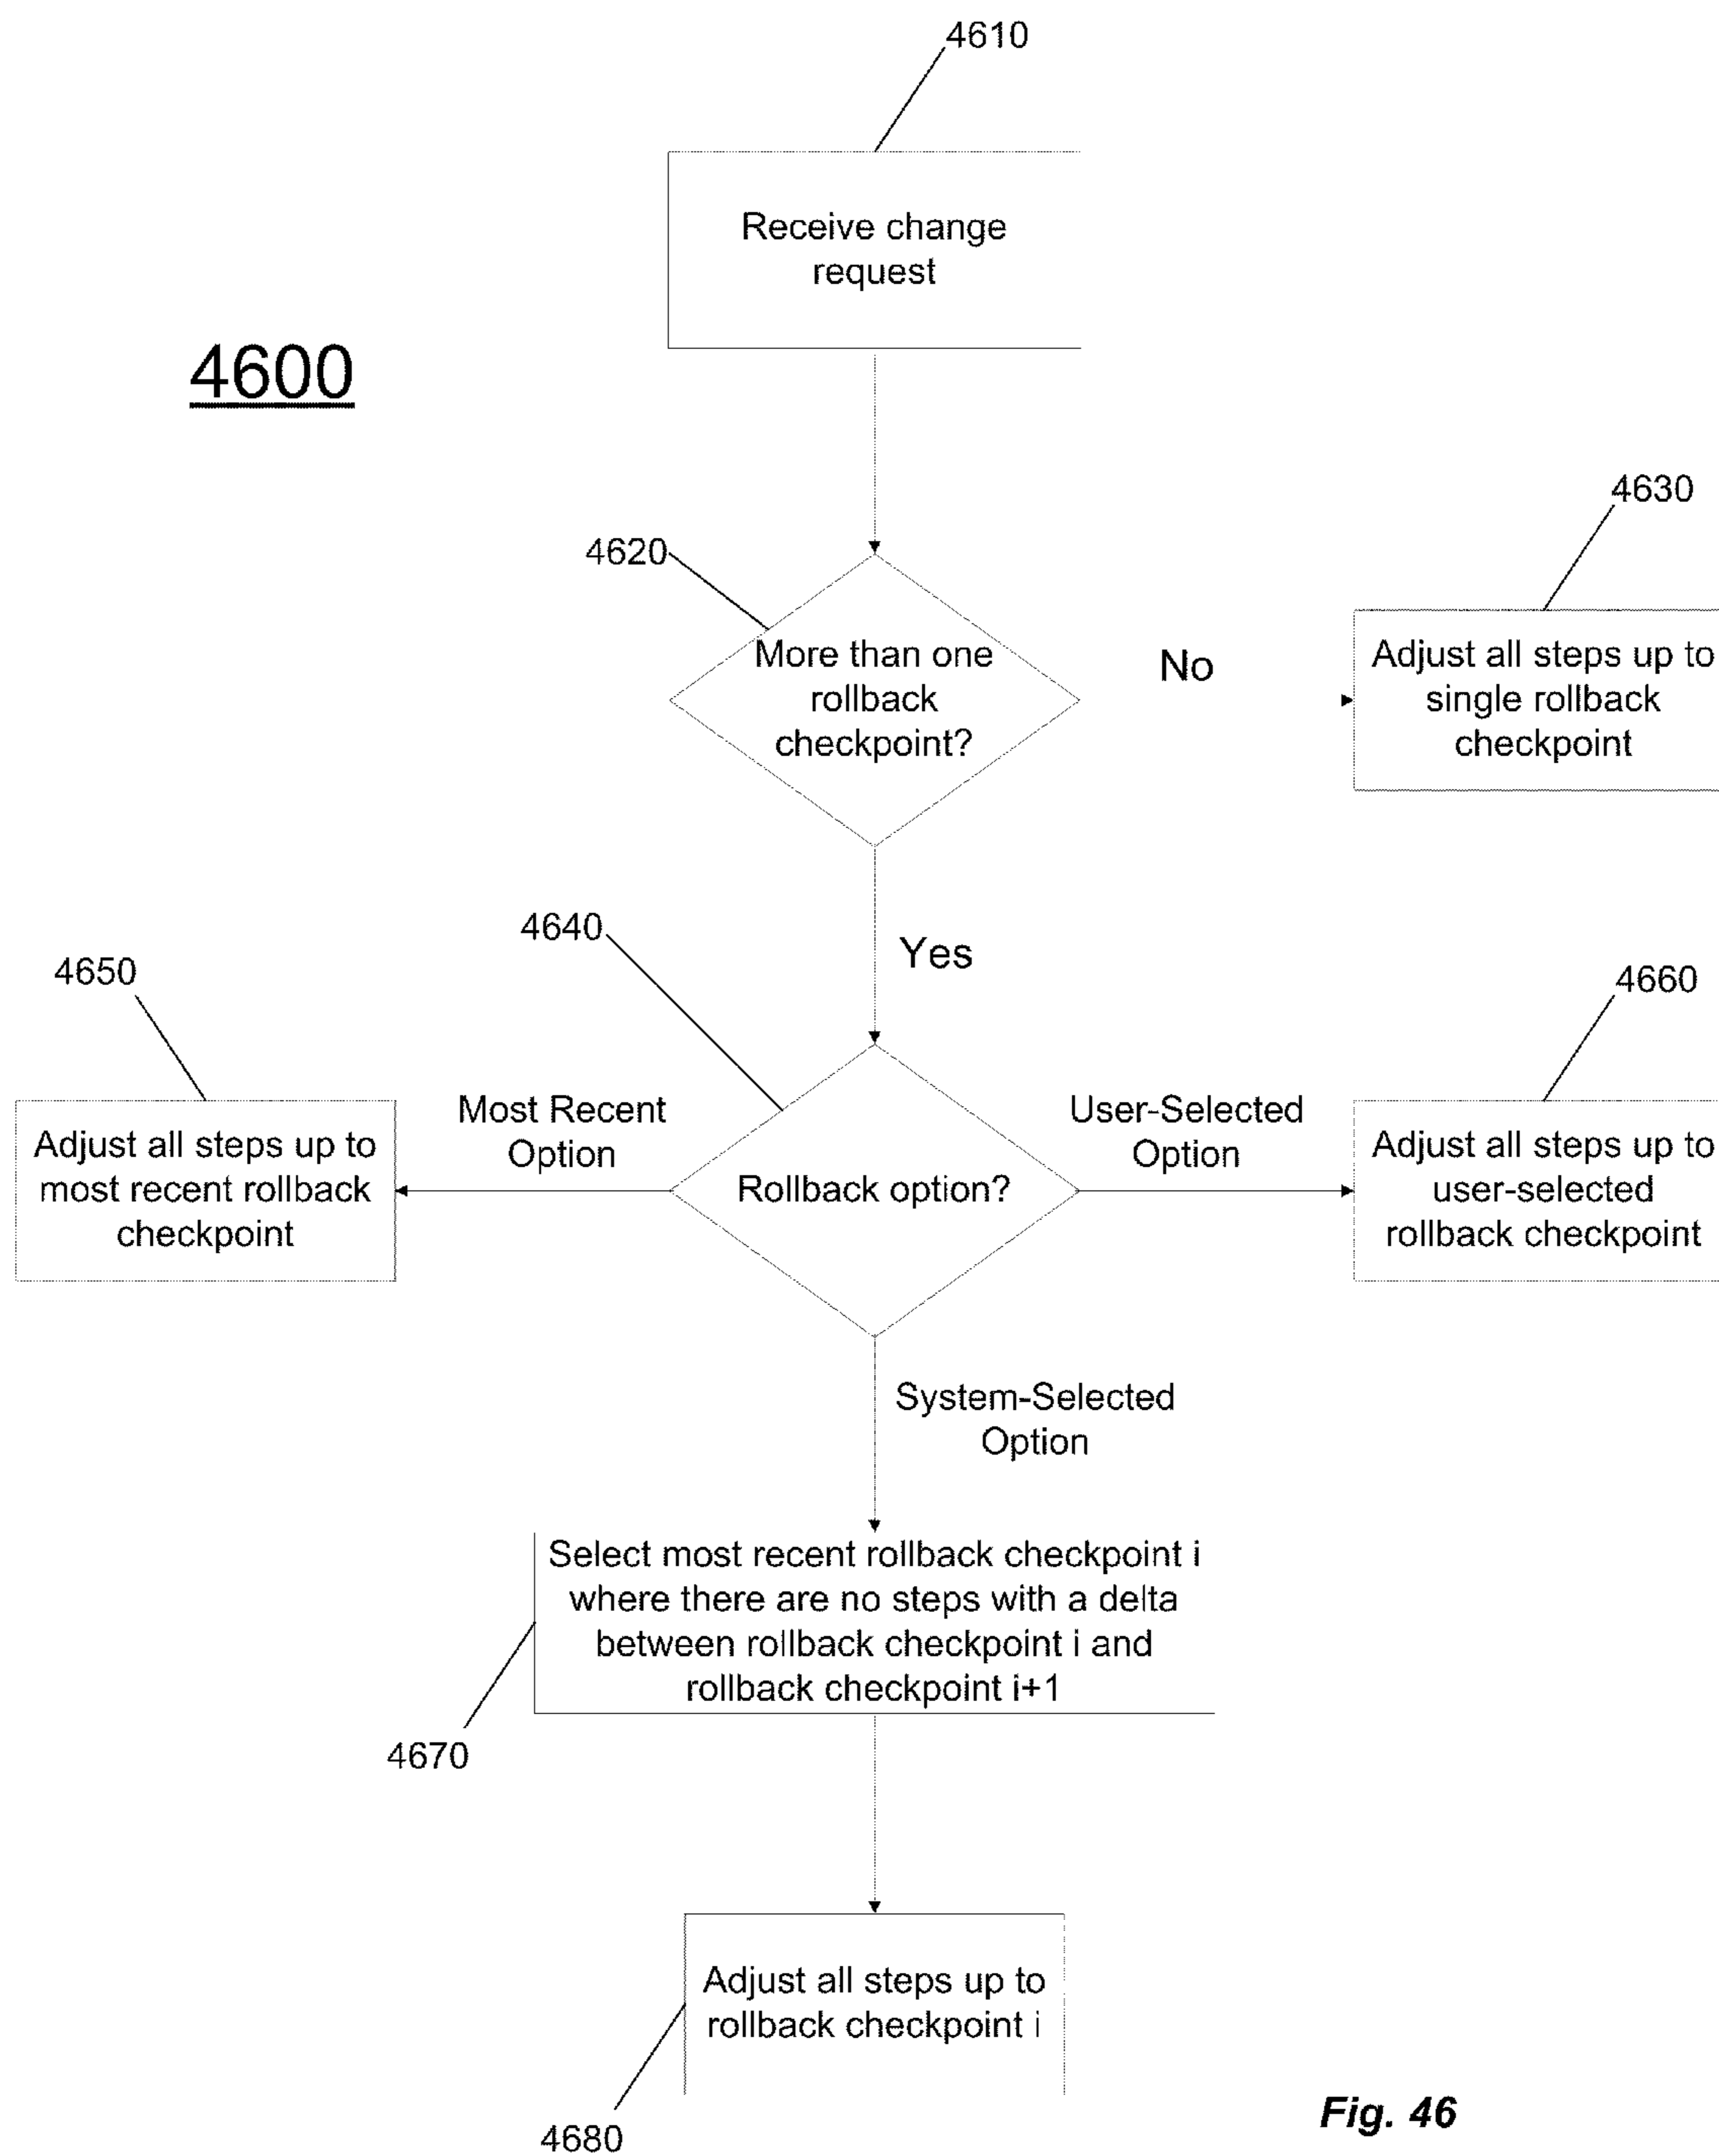 4610
Receive change
request
4600
4630
4620
More than one
rollback
checkpoint?
No
Adjust all steps up to
single rollback
checkpoint
4640
Yes
4650
4660
Adjust all steps up to
most recent rollback
checkpoint
Most Recent
Option
Rollback option?
User-Selected
Option
Adjust all steps up to
user-selected
rollback checkpoint
System-Selected
Option
Select most recent rollback checkpoint i
where there are no steps with a delta
between rollback checkpoint i and
rollback checkpoint i+1
4670
Adjust all steps up to
rollback checkpoint i
4680
Fig. 46